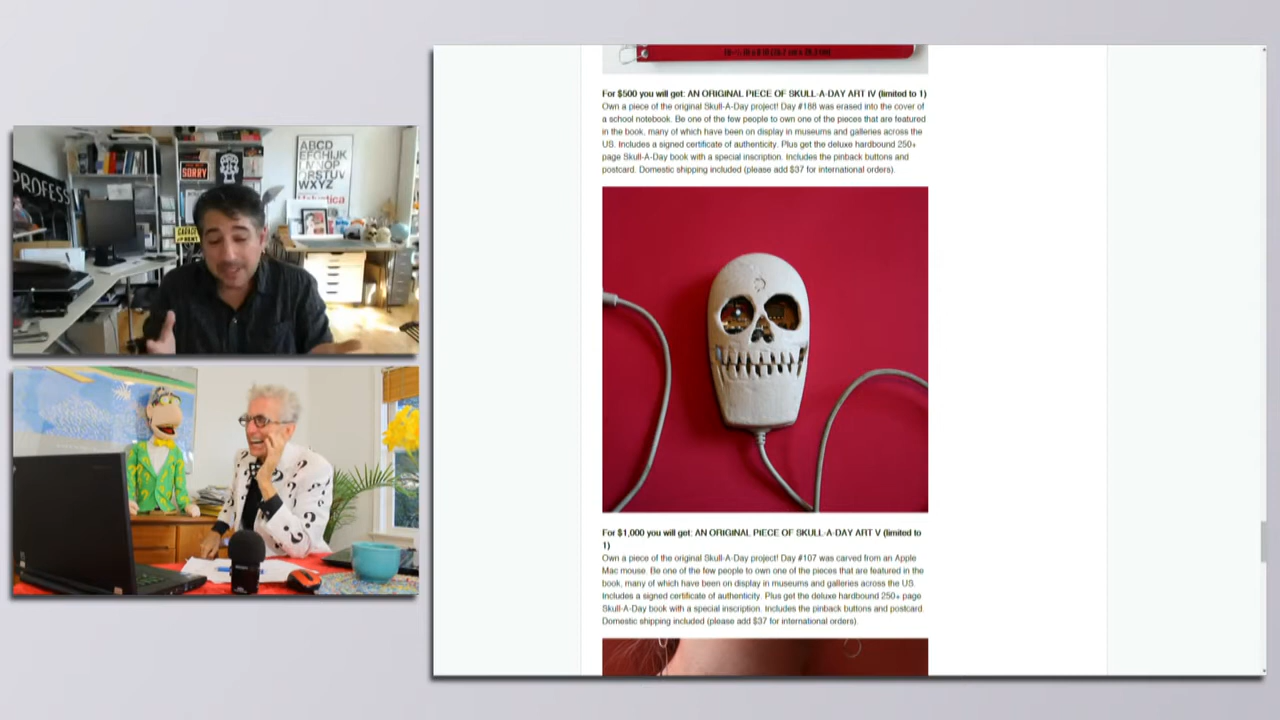 PROFESS
SORRY
ABCD
EFGHIJK
LMNOP
QRSTUV
WXYZ
Helvetica
GARAGE
For $500 you will get: AN ORIGINAL PIECE OF SKULL-A-DAY ART IV (limited to 1)
Own a piece of the original Skull-A-Day project! Day #188 was erased into the cover of
a school notebook. Be one of the few people to own one of the pieces that are featured
in the book, many of which have been on display in museums and galleries across the
US. Includes a signed certificate of authenticity. Plus get the deluxe hardbound 250+
page Skull-A-Day book with a special inscription. Includes the pinback buttons and
postcard. Domestic shipping included (please add $37 for international orders).
For $1,000 you will get: AN ORIGINAL PIECE OF SKULL-A-DAY ART V (limited to
1)
Own a piece of the original Skull-A-Day project! Day #107 was carved from an Apple
Mac mouse. Be one of the few people to own one of the pieces that are featured in the
book, many of which have been on display in museums and galleries across the US.
Includes a signed certificate of authenticity. Plus get the deluxe hardbound 250+ page
Skull-A-Day book with a special inscription. Includes the pinback buttons and postcard.
Domestic shipping included (please add $37 for international orders).